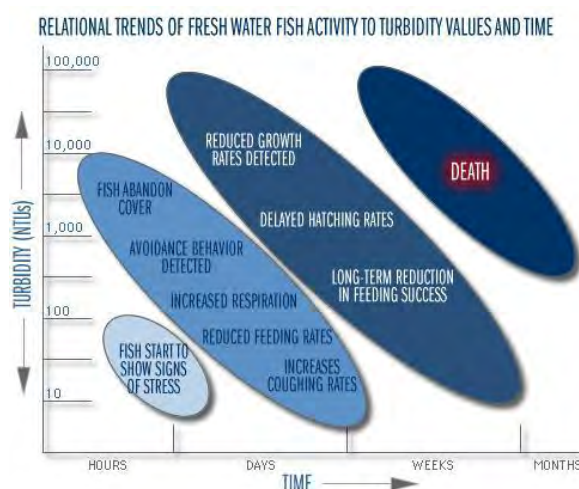 RELATIONAL TRENDS OF FRESH WATER FISH ACTIVITY TO TURBIDITY VALUES AND TIME
100,000
10,000
1,000
100
10
TURBIDITY (NTUs)
FISH START TO
SHOW SIGNS
OF STRESS
FISH ABANDON
COVER
AVOIDANCE BEHAVIOR
DETECTED
INCREASED RESPIRATION
REDUCED FEEDING RATES
INCREASES
COUGHING RATES
REDUCED GROWTH
RATES DETECTED
DELAYED HATCHING RATES
LONG-TERM REDUCTION
IN FEEDING SUCCESS
DEATH
HOURS
DAYS
WEEKS
MONTHS
TIME